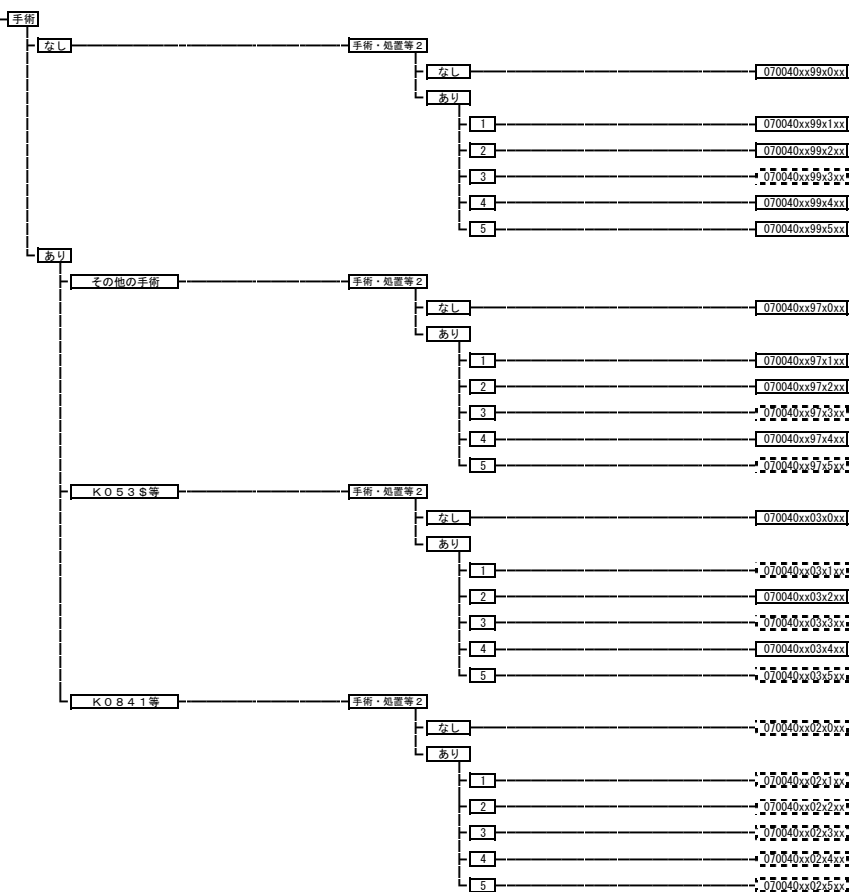 手術
なし 手術・処置等２
なし 070040xx99x0xx
あり
1 070040xx99x1xx
2 070040xx99x2xx
3 070040xx99x3xx
4 070040xx99x4xx
5 070040xx99x5xx
あり
その他の手術 手術・処置等２
なし 070040xx97x0xx
あり
1 070040xx97x1xx
2 070040xx97x2xx
3 070040xx97x3xx
4 070040xx97x4xx
5 070040xx97x5xx
Ｋ０５３＄等 手術・処置等２
なし 070040xx03x0xx
あり
1 070040xx03x1xx
2 070040xx03x2xx
3 070040xx03x3xx
4 070040xx03x4xx
5 070040xx03x5xx
Ｋ０８４１等 手術・処置等２
なし 070040xx02x0xx
あり
1 070040xx02x1xx
2 070040xx02x2xx
3 070040xx02x3xx
4 070040xx02x4xx
5 070040xx02x5xx